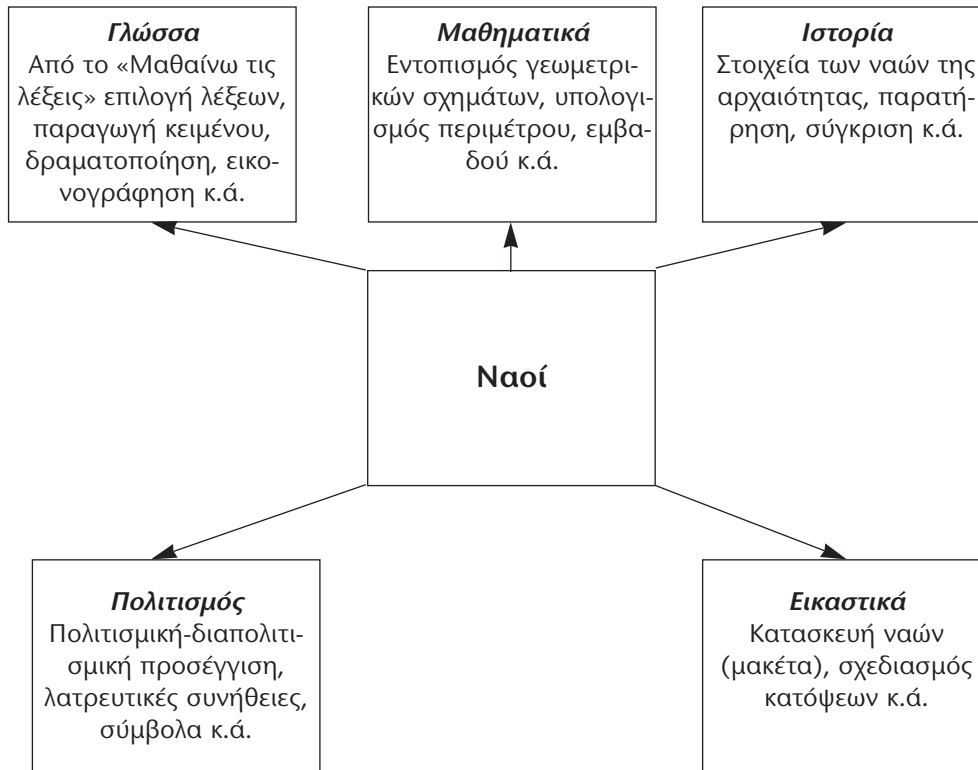 Γλώσσα
Από το «Μαθαίνω τις
λέξεις» επιλογή λέξεων,
παραγωγή κειμένου,
δραματοποίηση, εικο-
νογράφηση κ.ά.
Μαθηματικά
Εντοπισμός γεωμετρι-
κών σχημάτων, υπολογι-
σμός περιμέτρου, εμβα-
δού κ.ά.
Ιστορία
Στοιχεία των ναών της
αρχαιότητας, παρατή-
ρηση, σύγκριση κ.ά.
Ναοί
Πολιτισμός
Πολιτισμική-διαπολιτι-
σμική προσέγγιση,
λατρευτικές συνήθειες,
σύμβολα κ.ά.
Εικαστικά
Κατασκευή ναών
(μακέτα), σχεδιασμός
κατόψεων κ.ά.